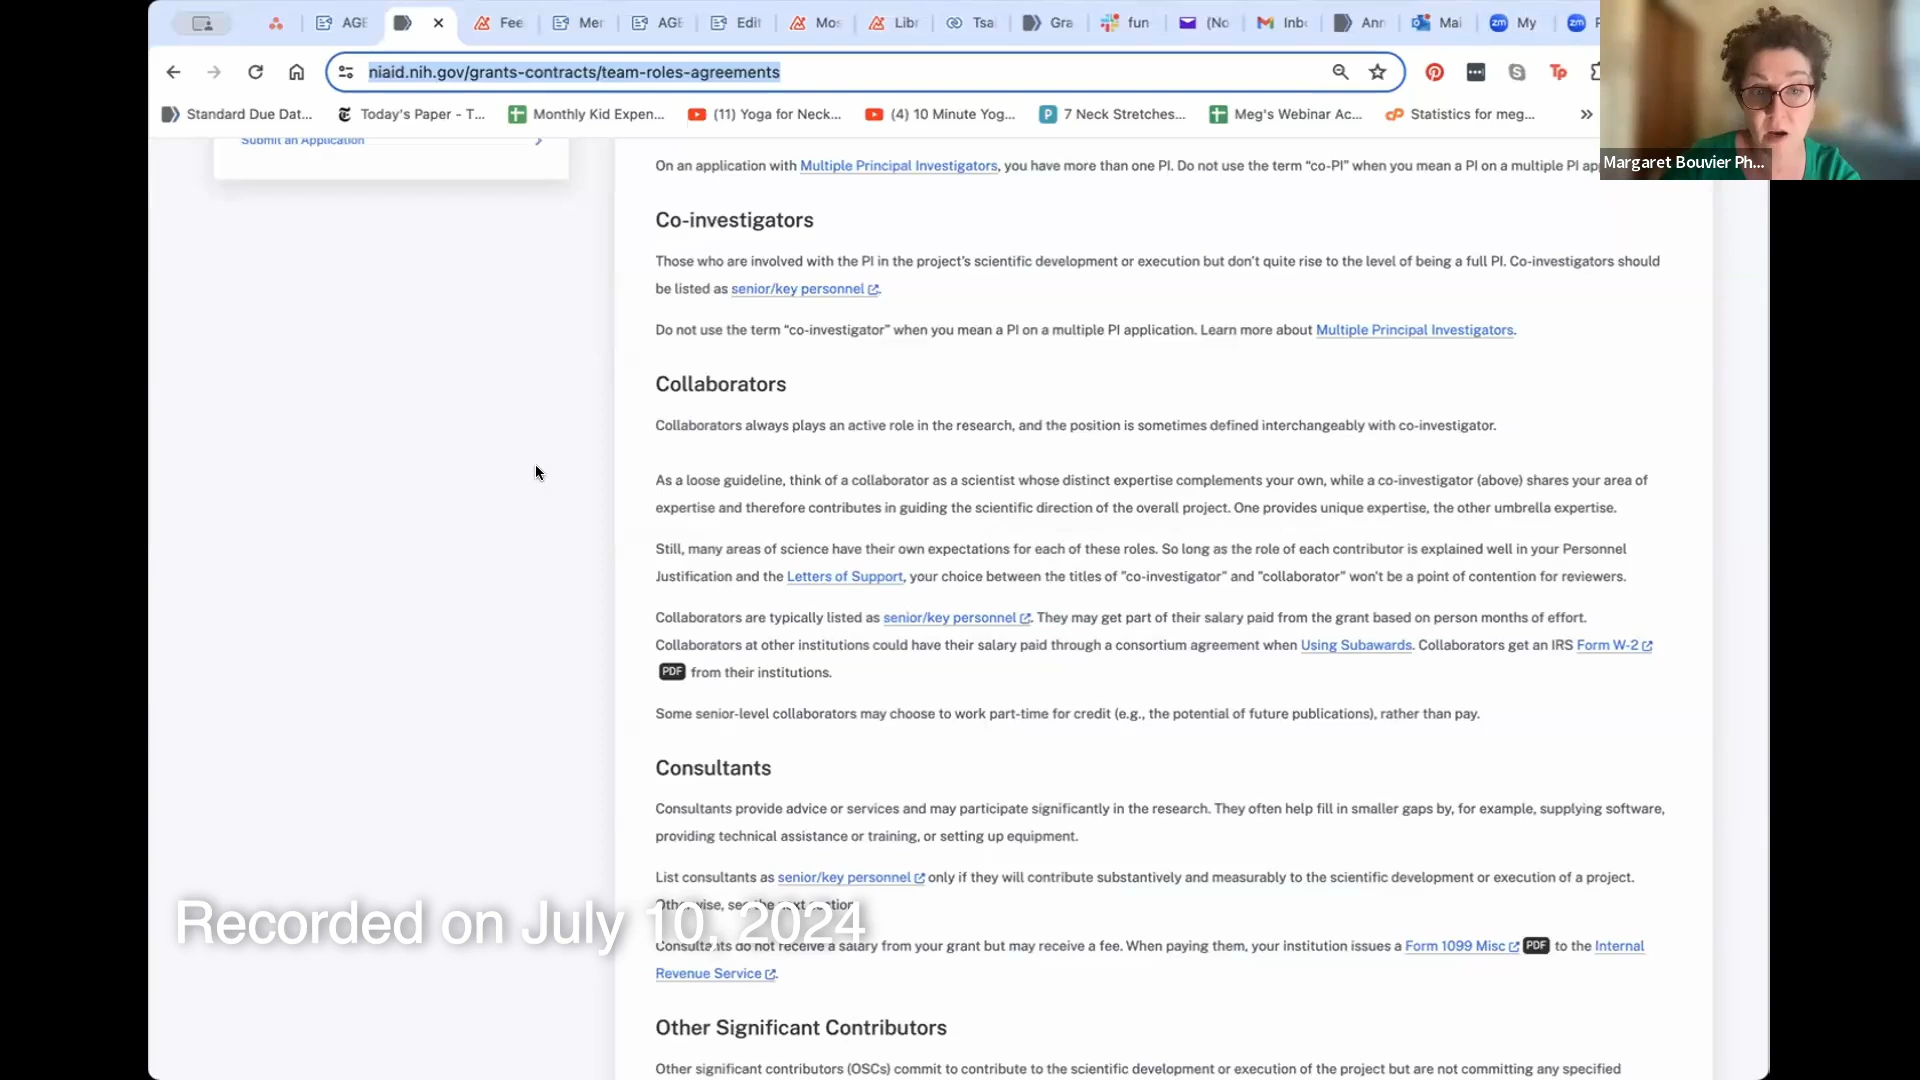 AGE
Fee
Mer
AGE
Edit
Mos
Libr
Tsa
Gra
fun
(No
Inbo
Ann
Mai
My
niaid.nih.gov/grants-contracts/team-roles-agreements
Standard Due Dat...
Today's Paper - T...
Monthly Kid Expen...
(11) Yoga for Neck...
(4) 10 Minute Yog...
7 Neck Stretches...
Meg's Webinar Ac...
Statistics for meg...
»
Margaret Bouvier Ph...
Submit an Application
On an application with Multiple Principal Investigators, you have more than one PI. Do not use the term “co-PI” when you mean a PI on a multiple PI
Co-investigators
Those who are involved with the PI in the project's scientific development or execution but don't quite rise to the level of being a full PI. Co-investigators should
be listed as senior/key personnel.
Do not use the term “co-investigator” when you mean a PI on a multiple PI application. Learn more about Multiple Principal Investigators.
Collaborators
Collaborators always plays an active role in the research, and the position is sometimes defined interchangeably with co-investigator.
As a loose guideline, think of a collaborator as a scientist whose distinct expertise complements your own, while a co-investigator (above) shares your area of
expertise and therefore contributes in guiding the scientific direction of the overall project. One provides unique expertise, the other umbrella expertise.
Still, many areas of science have their own expectations for each of these roles. So long as the role of each contributor is explained well in your Personnel
Justification and the Letters of Support, your choice between the titles of "co-investigator" and "collaborator" won't be a point of contention for reviewers.
Collaborators are typically listed as senior/key personnel. They may get part of their salary paid from the grant based on person months of effort.
Collaborators at other institutions could have their salary paid through a consortium agreement when Using Subawards. Collaborators get an IRS Form W-2
PDF from their institutions.
Some senior-level collaborators may choose to work part-time for credit (e.g., the potential of future publications), rather than pay.
Consultants
Consultants provide advice or services and may participate significantly in the research. They often help fill in smaller gaps by, for example, supplying software,
providing technical assistance or training, or setting up equipment.
List consultants as senior/key personnel only if they will contribute substantively and measurably to the scientific development or execution of a project.
Otherwise, see the next section
Recorded on July 10, 2024
Consultants do not receive a salary from your grant but may receive a fee. When paying them, your institution issues a Form 1099 Misc PDF to the Internal
Revenue Service.
Other Significant Contributors
Other significant contributors (OSCs) commit to contribute to the scientific development or execution of the project but are not committing any specified